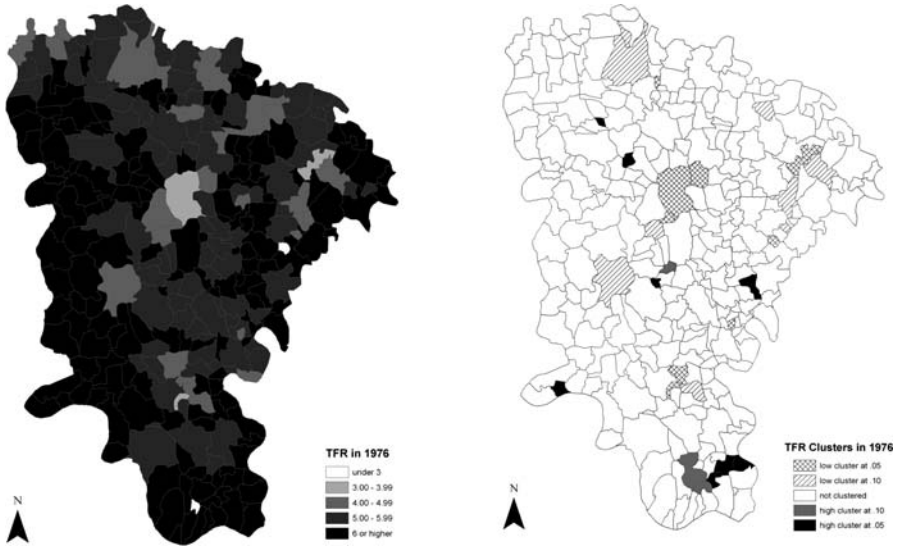 TFR in 1976
under 3
3.00 - 3.99
4.00 - 4.99
5.00 - 5.99
6 or higher
N
TFR Clusters in 1976
low cluster at .05
low cluster at .10
not clustered
high cluster at .10
high cluster at .05
N